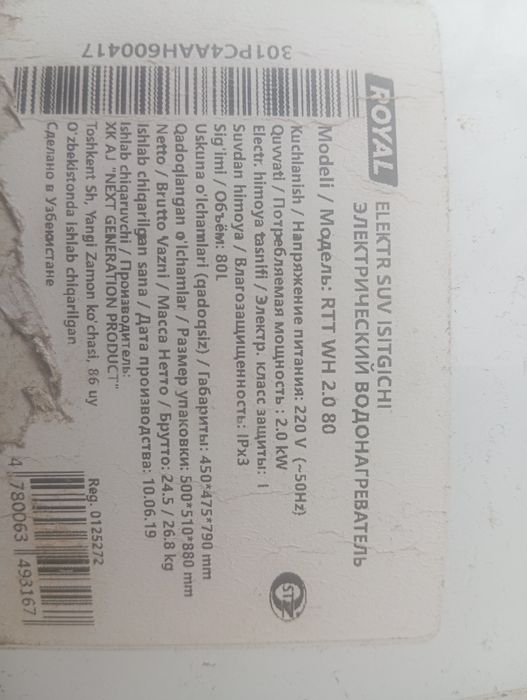 ROYAL
ELEKTR SUV ISITGICHI
ЭЛЕКТРИЧЕСКИЙ ВОДОНАГРЕВАТЕЛЬ
Modeli / Модель: RTT WH 2.0 80
Kuchlanish / Напряжение питания: 220 V (~50Hz)
Quvvati / Потребляемая мощность : 2.0 kW
Electr. himoya tasnifi / Электр. класс защиты: I
Suvdan himoya / Влагозащищенность: IPx3
Sig'imi / Объём: 80L
Uskuna o'lchamlari (qadoqsiz) / Габариты: 450*475*790 mm
Qadoqlangan o'lchamlar / Размер упаковки: 500*510*880 mm
Netto / Brutto Vazni / Масса Нетто / Брутто: 24.5 / 26.8 kg
Ishlab chiqarilgan sana / Дата производства: 10.06.19
Ishlab chiqaruvchi / Производитель:
XK AJ "NEXT GENERATION PRODUCT"
Toshkent Sh, Yangi Zamon ko'chasi, 86 uy
O'zbekistonda ishlab chiqarilgan
Сделано в Узбекистане
Reg. 0125272
4 780063 493167
301PC4AAH600417
ST